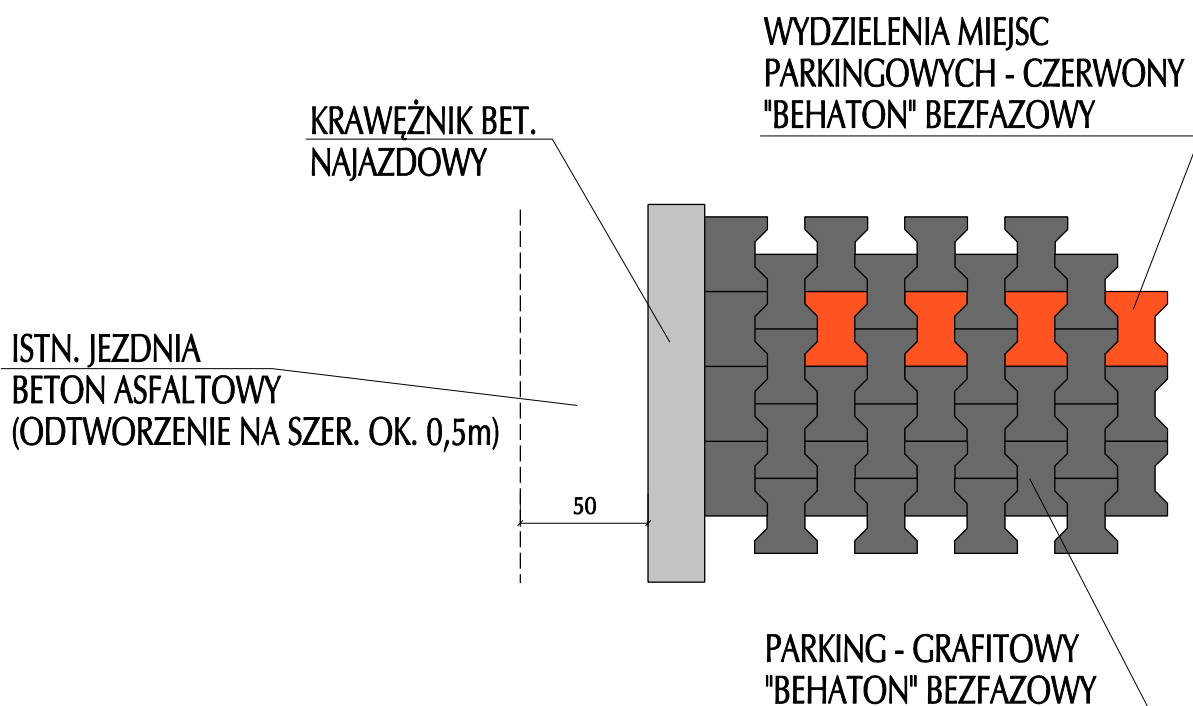 WYDZIELENIA MIEJSC
PARKINGOWYCH - CZERWONY
"BEHATON" BEZFAZOWY
KRAWĘŻNIK BET.
NAJAZDOWY
ISTN. JEZDNIA
BETON ASFALTOWY
(ODTWORZENIE NA SZER. OK. 0,5m)
50
PARKING - GRAFITOWY
"BEHATON" BEZFAZOWY